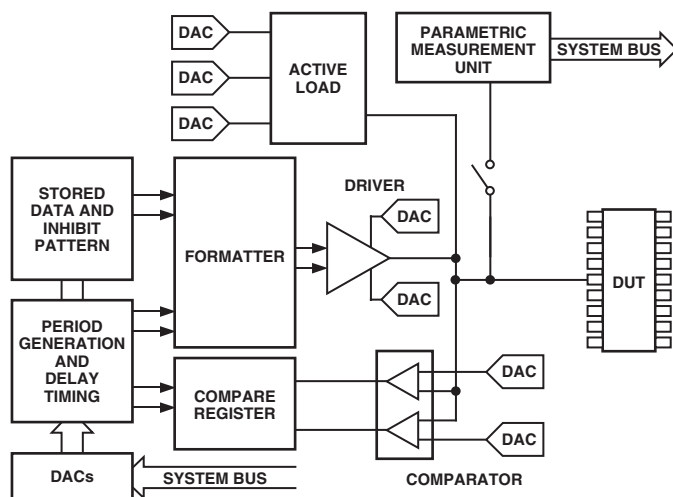 DAC
DAC
DAC
ACTIVE
LOAD
PARAMETRIC
MEASUREMENT
UNIT
SYSTEM BUS
STORED
DATA AND
INHIBIT
PATTERN
FORMATTER
DRIVER
DAC
DAC
DUT
PERIOD
GENERATION
AND
DELAY
TIMING
COMPARE
REGISTER
DAC
DAC
COMPARATOR
DACs
SYSTEM BUS